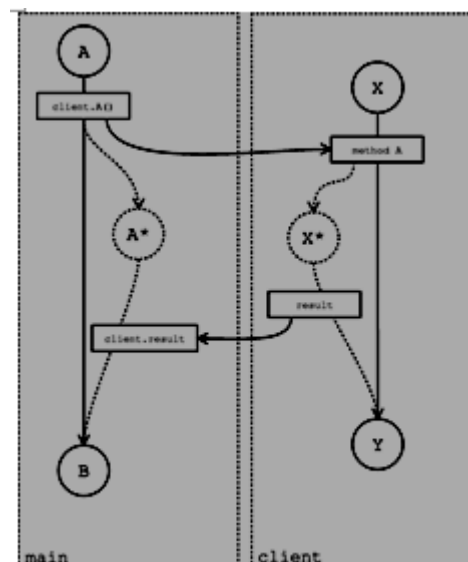 A
client.A()
X
method A
A*
X*
result
client.result
B
Y
main
client